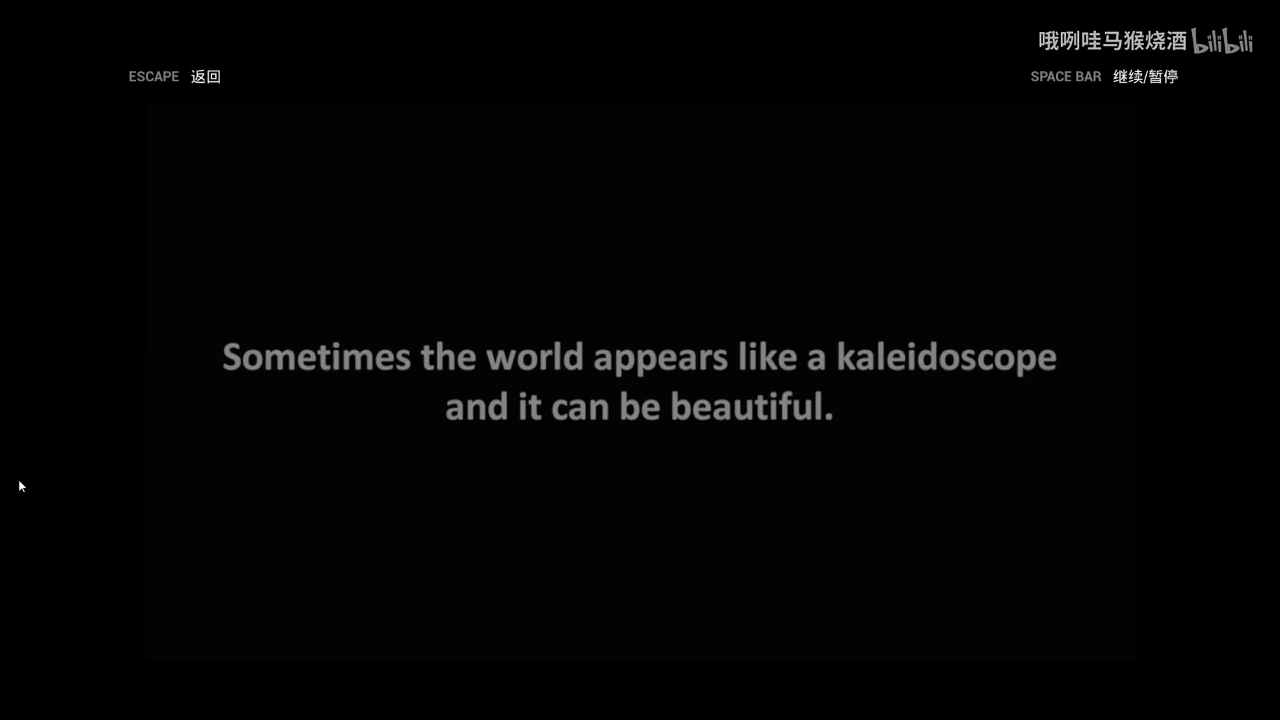 哦咧哇马猴烧酒 bilibili
ESCAPE 返回
SPACE BAR 继续/暂停
Sometimes the world appears like a kaleidoscope
and it can be beautiful.